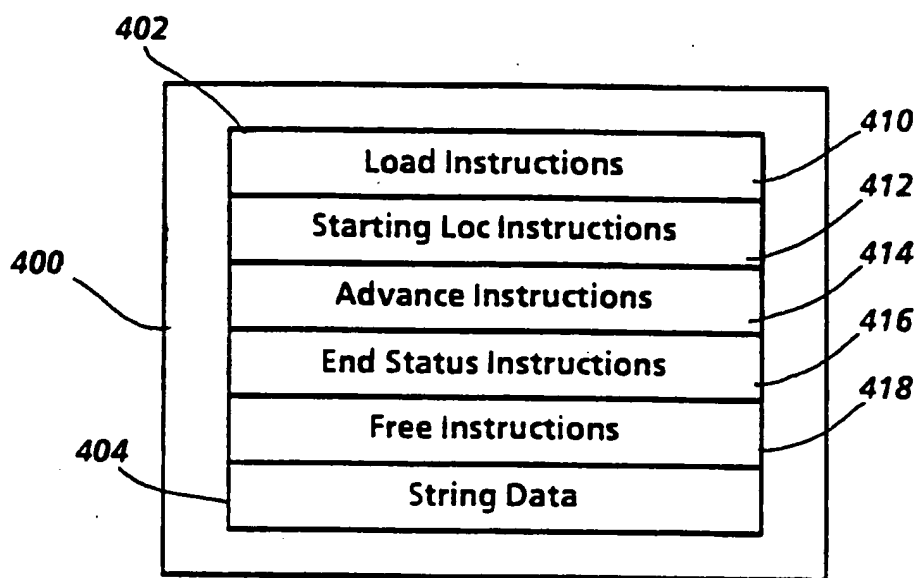 402
410
Load Instructions
412
Starting Loc Instructions
414
400
Advance Instructions
416
End Status Instructions
418
Free Instructions
404
String Data